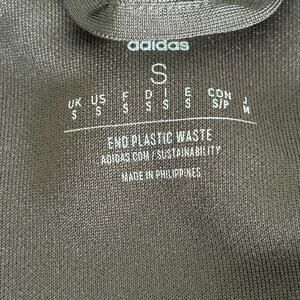 adidas
S
UK US F D I E CON J
S S S S S S S/P M
END PLASTIC WASTE
ADIDAS.COM / SUSTAINABILITY
MADE IN PHILIPPINES